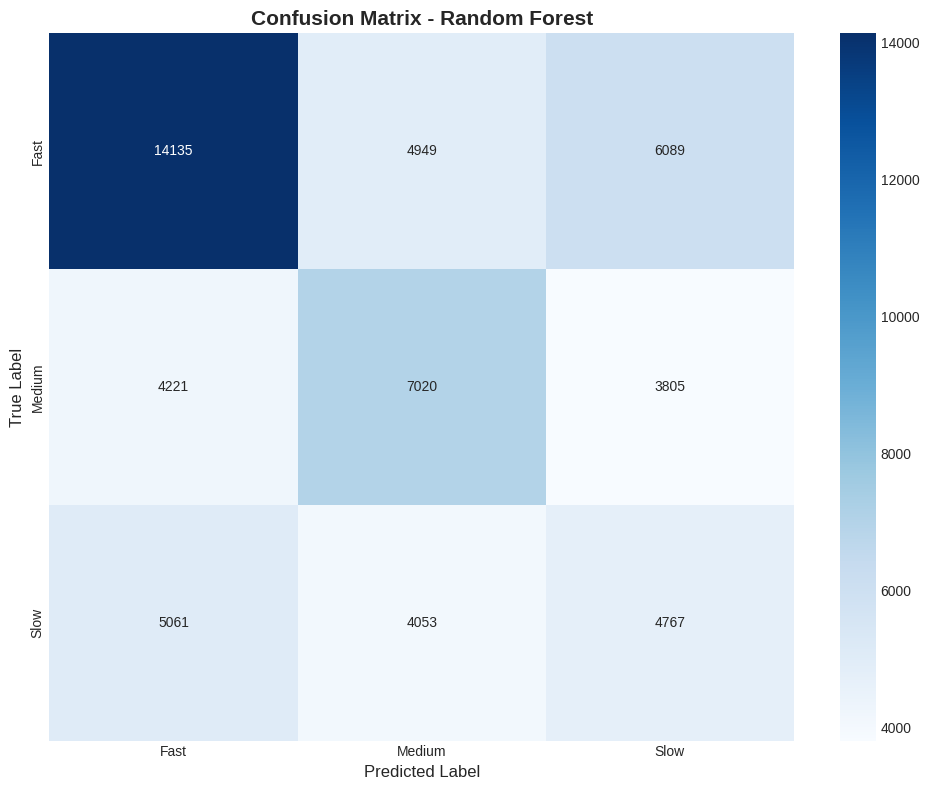 Confusion Matrix - Random Forest
True Label
Fast
14135 4949 6089
Medium
4221 7020 3805
Slow
5061 4053 4767
Fast Medium Slow
Predicted Label
14000
12000
10000
8000
6000
4000